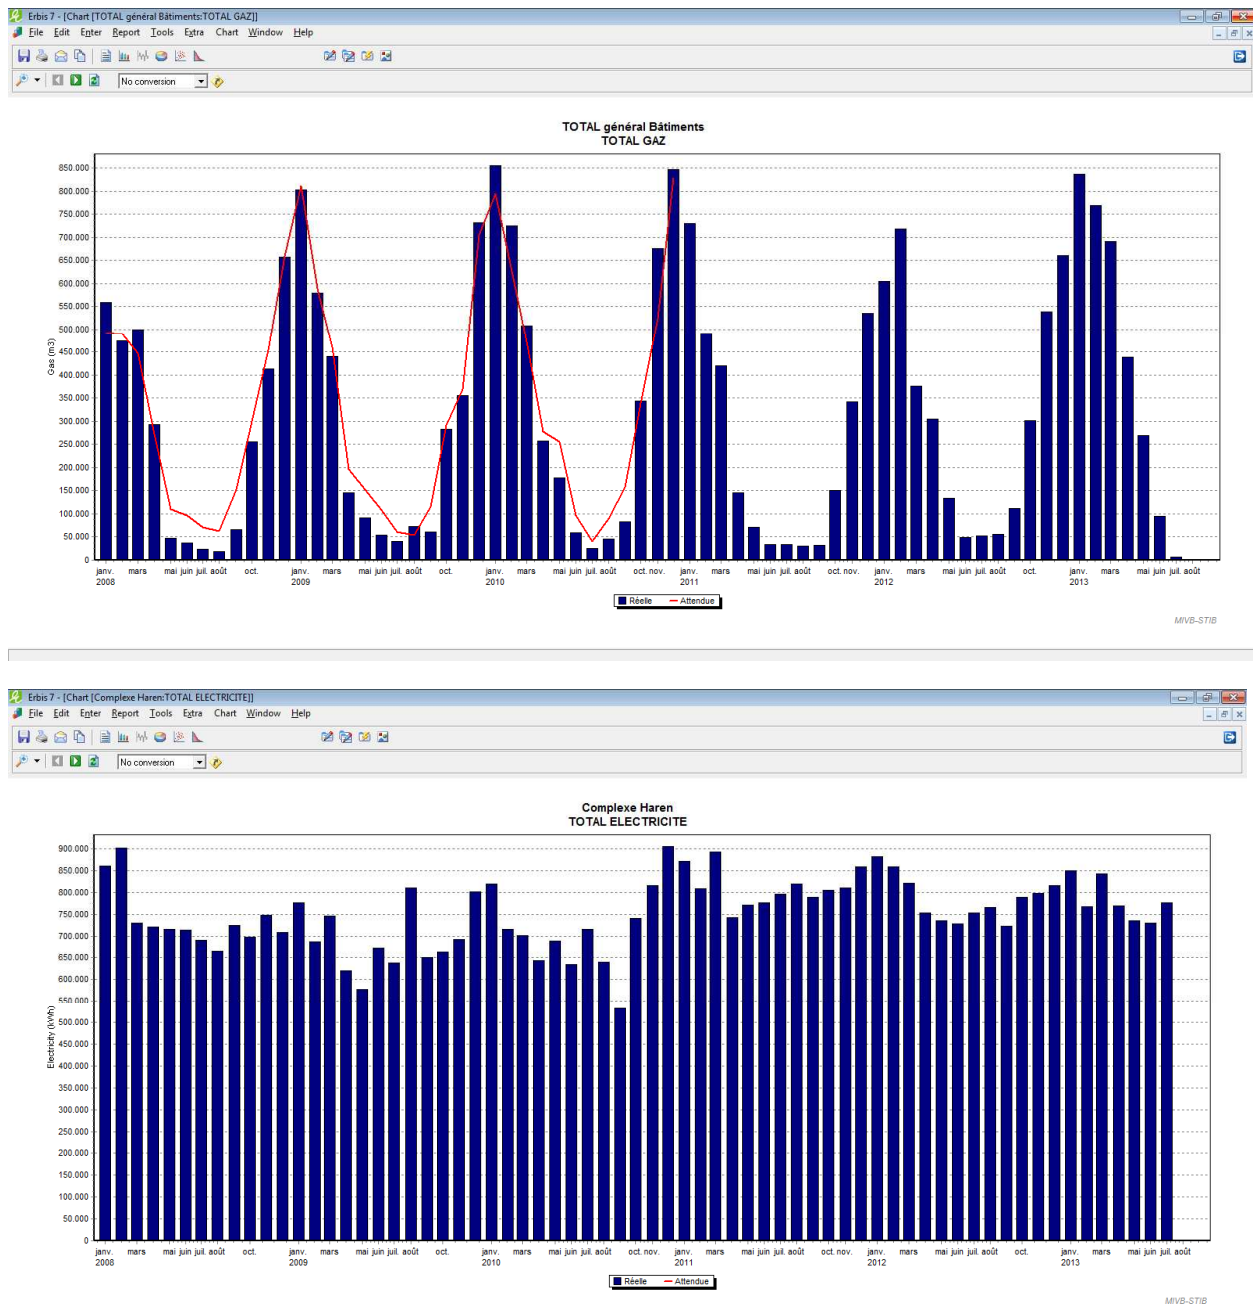 Erbis 7 - [Chart [TOTAL général Bâtiments:TOTAL GAZ]]
File Edit Enter Report Tools Extra Chart Window Help
No conversion
TOTAL général Bâtiments
TOTAL GAZ
850.000
800.000
750.000
700.000
650.000
600.000
550.000
500.000
450.000
400.000
350.000
300.000
250.000
200.000
150.000
100.000
50.000
0
Gas (m3)
janv. mars mai juin juil. août oct. janv. mars mai juin juil. août oct. janv. mars mai juin juil. août oct. nov. janv. mars mai juin juil. août oct. nov. janv. mars mai juin juil. août oct. janv. mars mai juin juil. août
2008 2009 2010 2011 2012 2013
Réelle Attendue
MIVB-STIB
Erbis 7 - [Chart [Complexe Haren:TOTAL ELECTRICITE]]
File Edit Enter Report Tools Extra Chart Window Help
No conversion
Complexe Haren
TOTAL ELECTRICITE
900.000
850.000
800.000
750.000
700.000
650.000
600.000
550.000
500.000
450.000
400.000
350.000
300.000
250.000
200.000
150.000
100.000
50.000
0
Electricity (kWh)
janv. mars mai juin juil. août oct. janv. mars mai juin juil. août oct. janv. mars mai juin juil. août oct. nov. janv. mars mai juin juil. août oct. nov. janv. mars mai juin juil. août oct. janv. mars mai juin juil. août
2008 2009 2010 2011 2012 2013
Réelle Attendue
MIVB-STIB